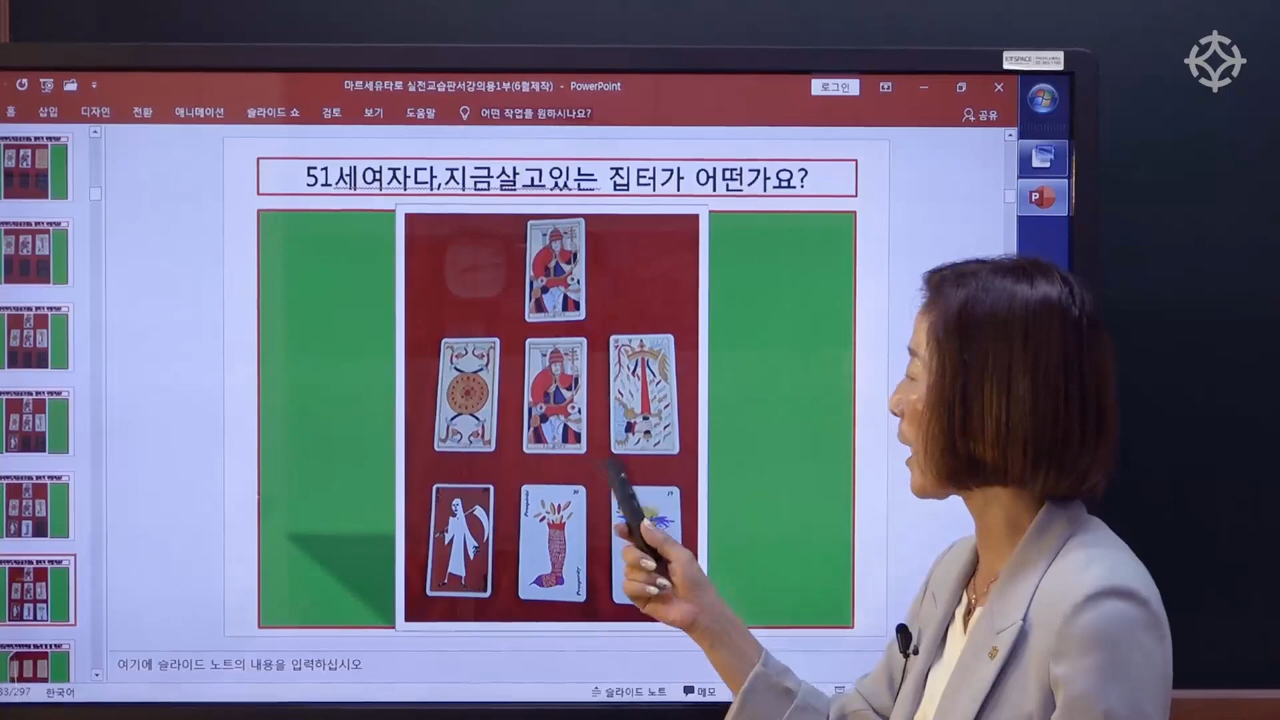 마르세유타로 실전교습판서강의용1부(6월제작) - PowerPoint
로그인
홈 삽입 디자인 전환 애니메이션 슬라이드 쇼 검토 보기 도움말 어떤 작업을 원하시나요? 공유
51세여자다,지금살고있는 집터가 어떤가요?
Prosperity
Prosperity
여기에 슬라이드 노트의 내용을 입력하십시오
33/297 한국어
슬라이드 노트 메모